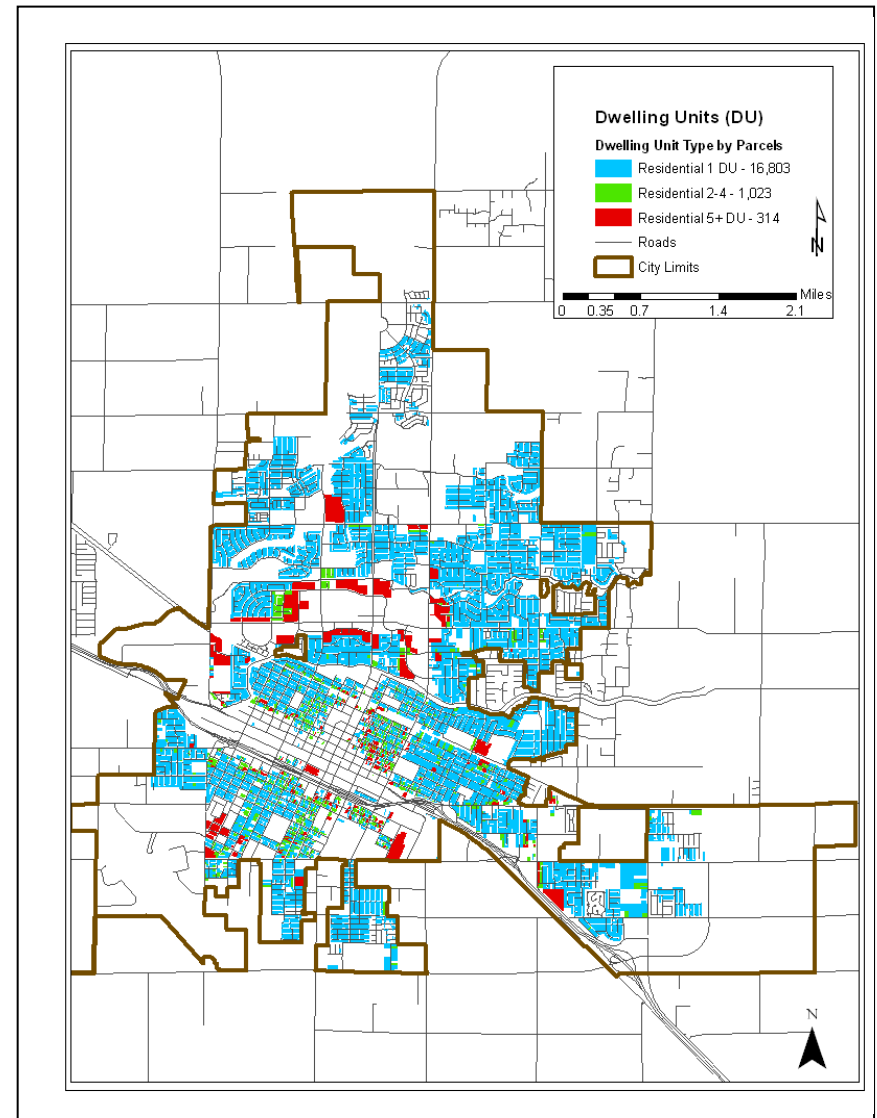 Dwelling Units (DU)
Dwelling Unit Type by Parcels
Residential 1 DU - 16,803
Residential 2-4 - 1,023
Residential 5+ DU - 314
Roads
N
City Limits
Miles
0 0.35 0.7 1.4 2.1
N